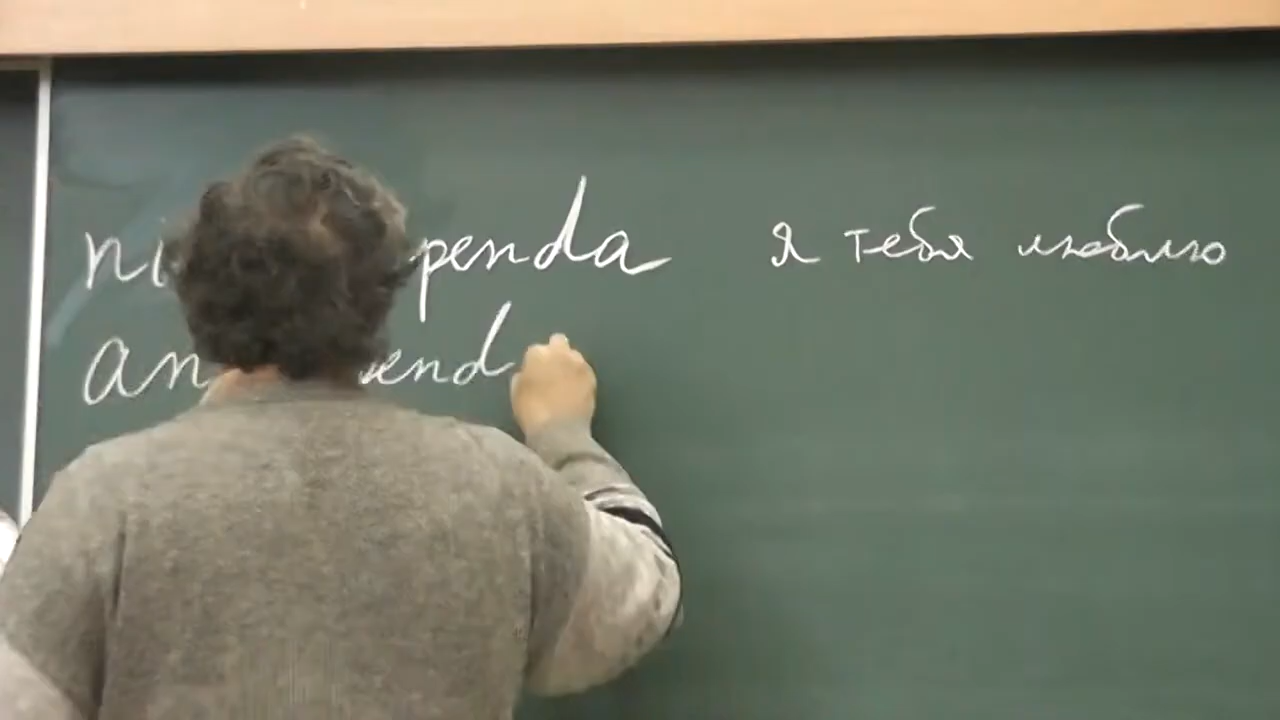 ni penda я тебя люблю
an end